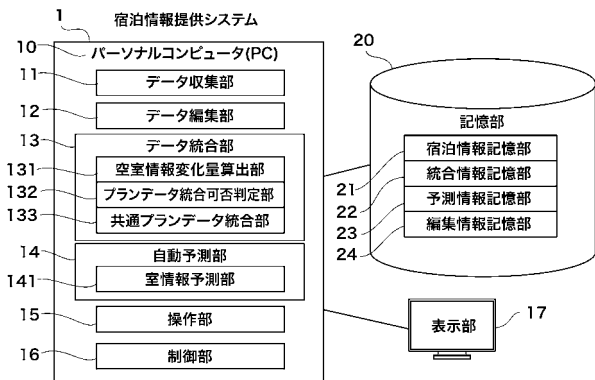 宿泊情報提供システム
1
10
パーソナルコンピュータ(PC)
11
データ収集部
12
データ編集部
13
データ統合部
131
空室情報変化量算出部
132
プランデータ統合可否判定部
133
共通プランデータ統合部
14
自動予測部
141
室情報予測部
15
操作部
16
制御部
20
記憶部
宿泊情報記憶部
21
統合情報記憶部
22
予測情報記憶部
23
編集情報記憶部
24
表示部
17